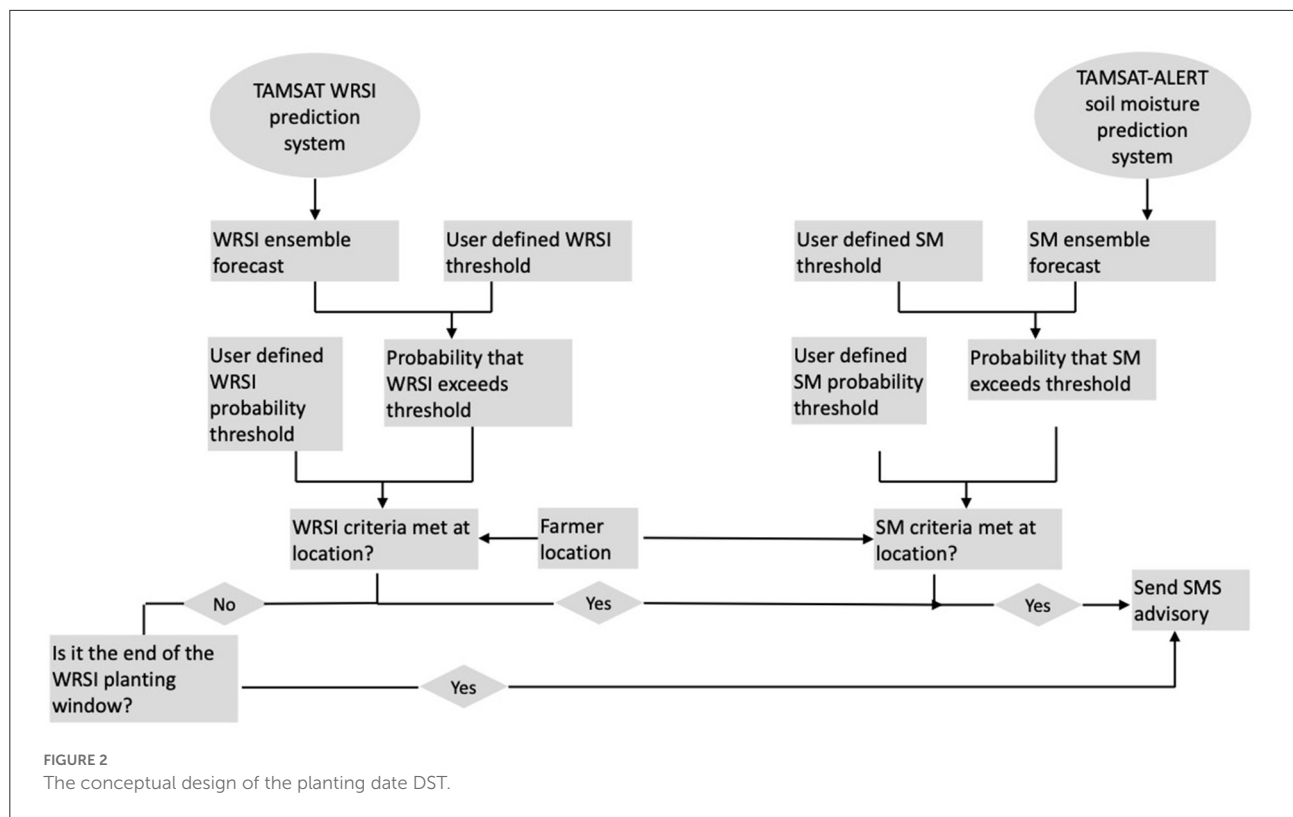 TAMSAT WRSI
prediction
system
TAMSAT-ALERT
soil moisture
prediction
system
WRSI ensemble
forecast
User defined WRSI
threshold
User defined SM
threshold
SM ensemble
forecast
User defined
WRSI
probability
threshold
Probability that
WRSI exceeds
threshold
User defined
SM probability
threshold
Probability that SM
exceeds threshold
WRSI criteria met at
location?
Farmer
location
SM criteria met at
location?
No
Yes
Yes
Send SMS
advisory
Is it the end of the
WRSI planting
window?
Yes
FIGURE 2
The conceptual design of the planting date DST.